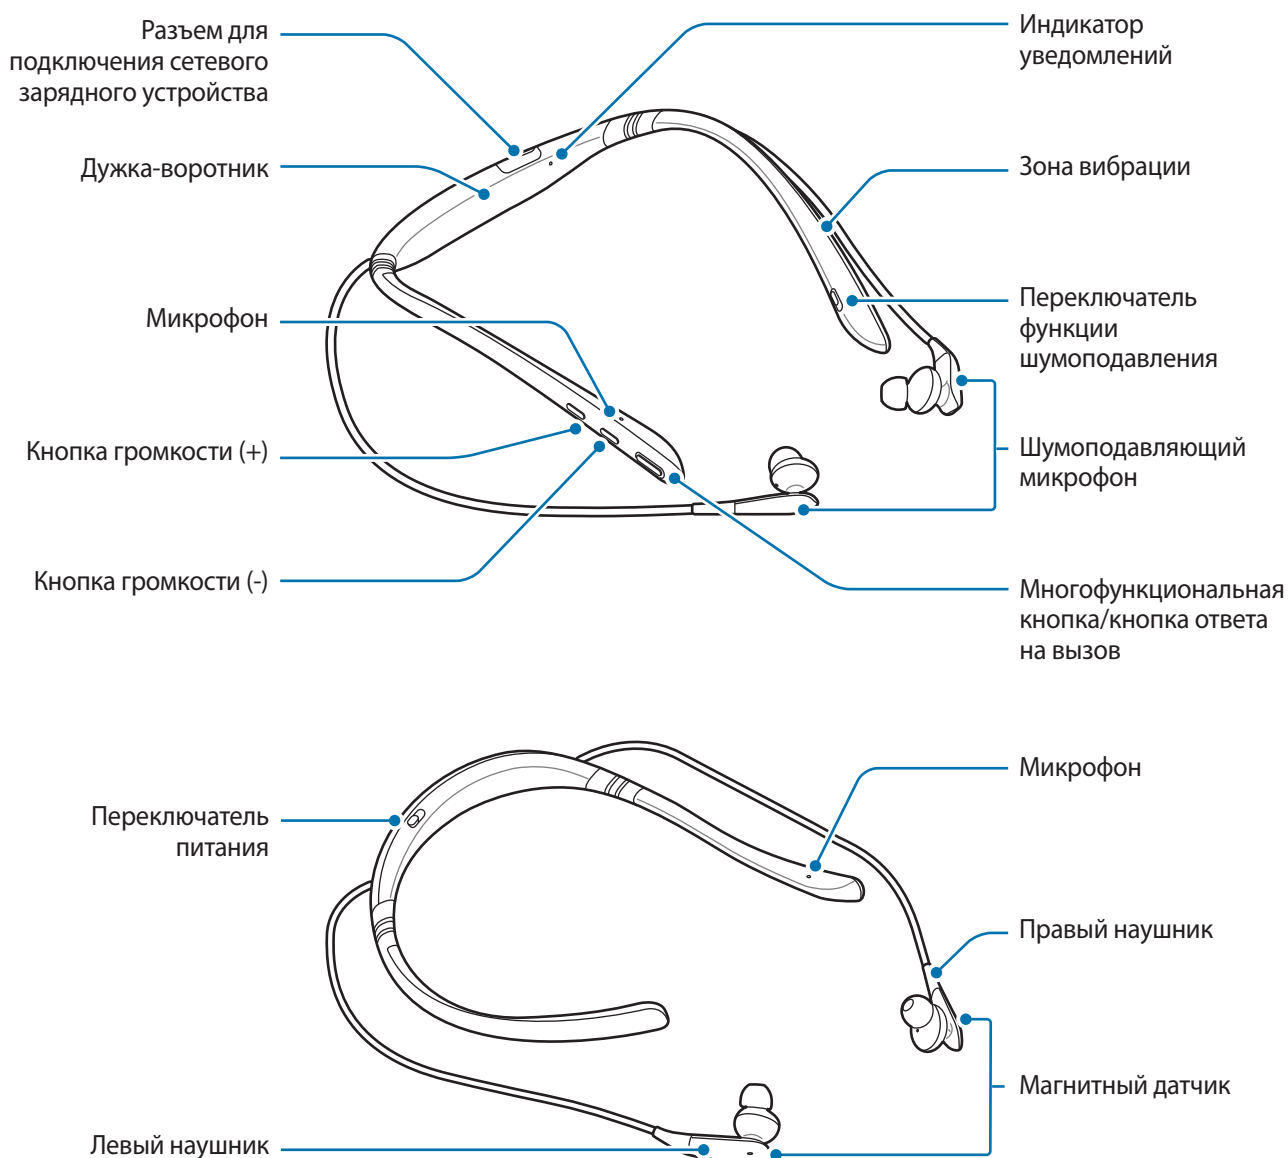 Разъем для
подключения сетевого
зарядного устройства
Индикатор
уведомлений
Дужка-воротник
Зона вибрации
Микрофон
Переключатель
функции
шумоподавления
Кнопка громкости (+)
Шумоподавляющий
микрофон
Кнопка громкости (-)
Многофункциональная
кнопка/кнопка ответа
на вызов
Микрофон
Переключатель
питания
Правый наушник
Магнитный датчик
Левый наушник